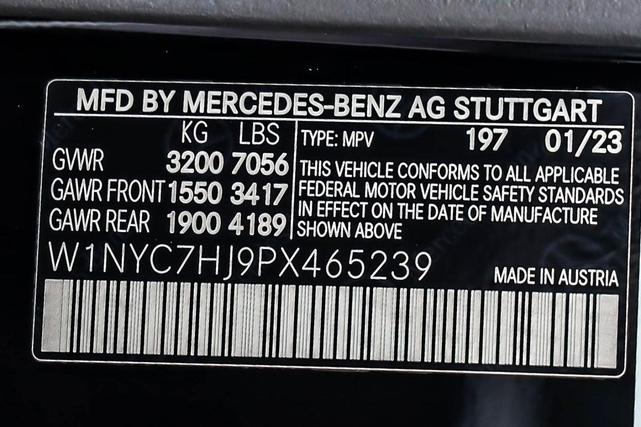 MFD BY MERCEDES-BENZ AG STUTTGART
KG LBS
GVWR 3200 7056
GAWR FRONT 1550 3417
GAWR REAR 1900 4189
TYPE: MPV 197 01/23
THIS VEHICLE CONFORMS TO ALL APPLICABLE
FEDERAL MOTOR VEHICLE SAFETY STANDARDS
IN EFFECT ON THE DATE OF MANUFACTURE
SHOWN ABOVE
W1NYC7HJ9PX465239
MADE IN AUSTRIA